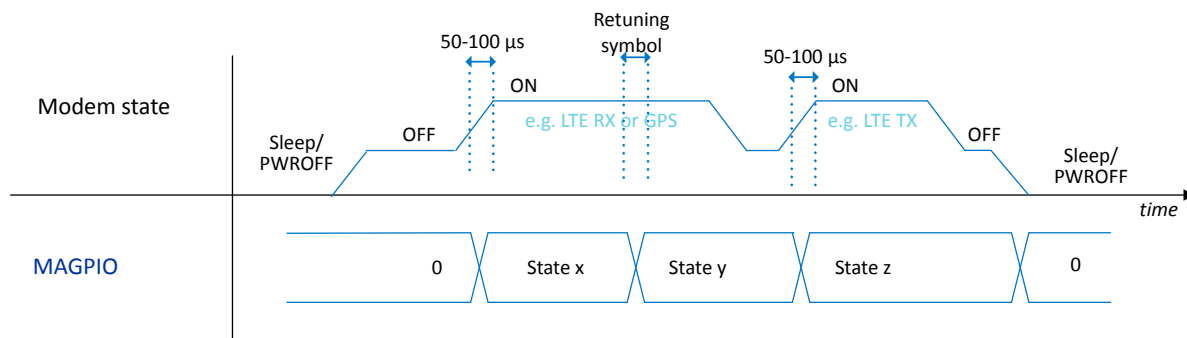 Retuning
symbol
50-100 µs
50-100 µs
ON
ON
Modem state
e.g. LTE RX or GPS
e.g. LTE TX
OFF
OFF
Sleep/
PWROFF
Sleep/
PWROFF
time
MAGPIO
0
State x
State y
State z
0